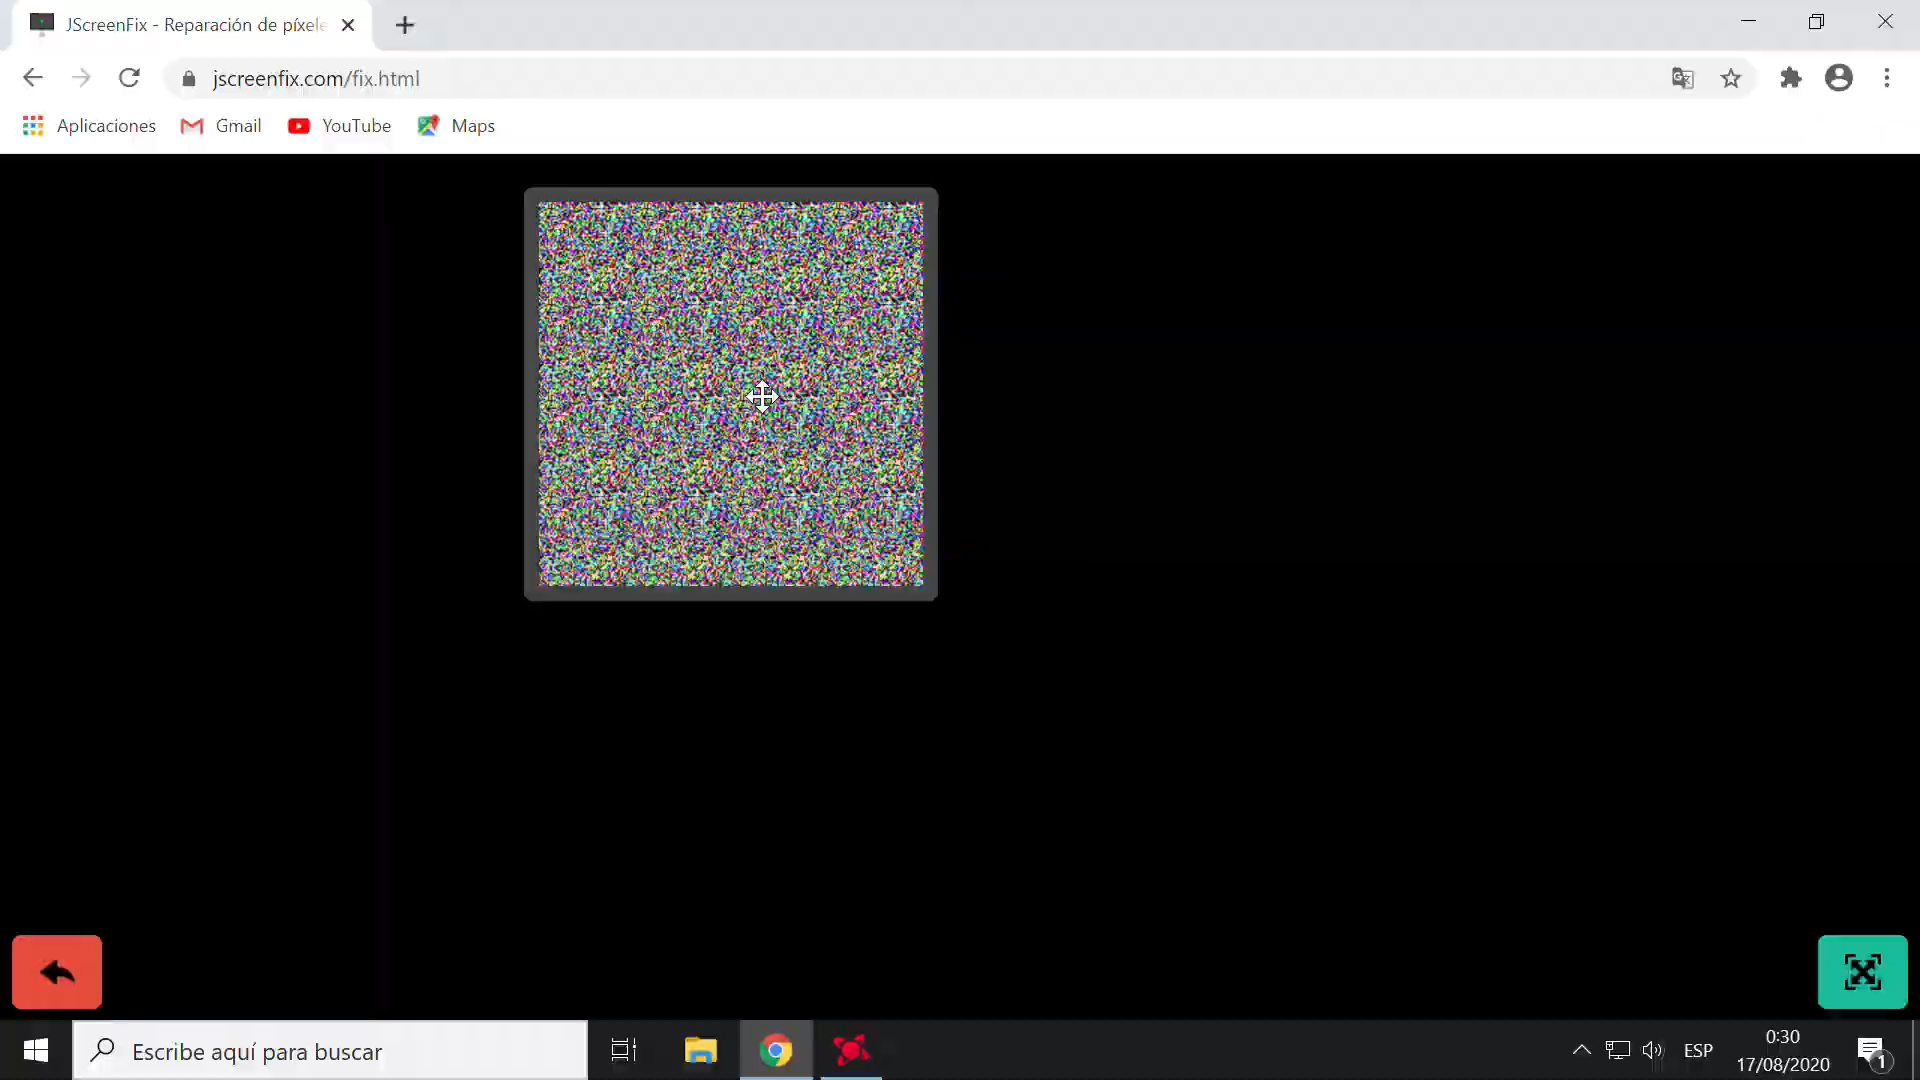 JScreenFix - Reparación de píxele
jscreenfix.com/fix.html
Aplicaciones
Gmail
YouTube
Maps
Escribe aquí para buscar
ESP
0:30
17/08/2020
1